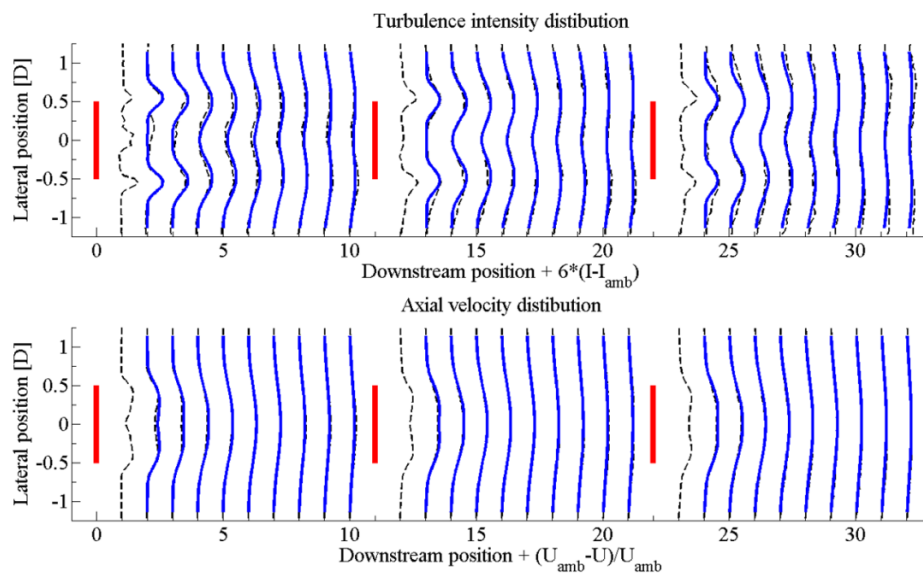 Turbulence intensity distibution
Lateral position [D]
1
0.5
0
-0.5
-1
0 5 10 15 20 25 30
Downstream position + 6*(I-I_amb)
Axial velocity distibution
Lateral position [D]
1
0.5
0
-0.5
-1
0 5 10 15 20 25 30
Downstream position + (U_amb-U)/U_amb